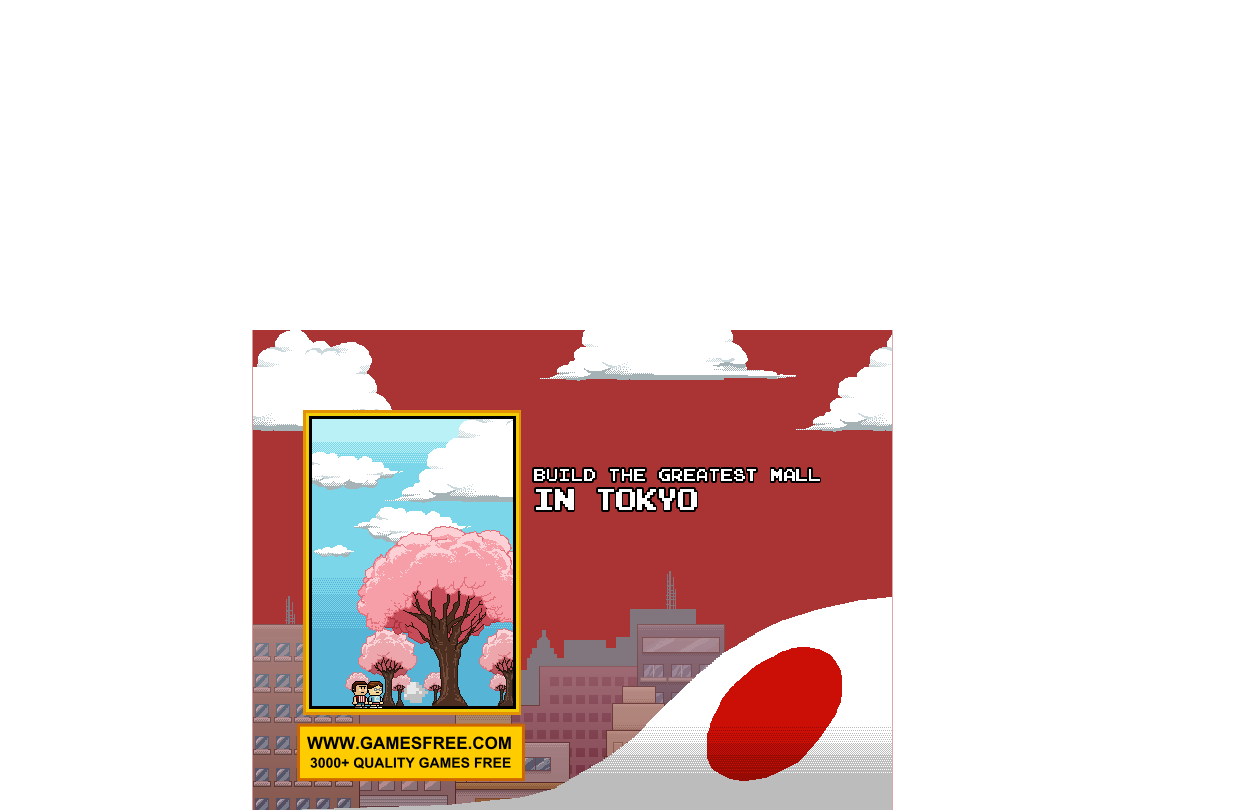 BUILD THE GREATEST MALL
IN TOKYO
WWW.GAMESFREE.COM
3000+ QUALITY GAMES FREE